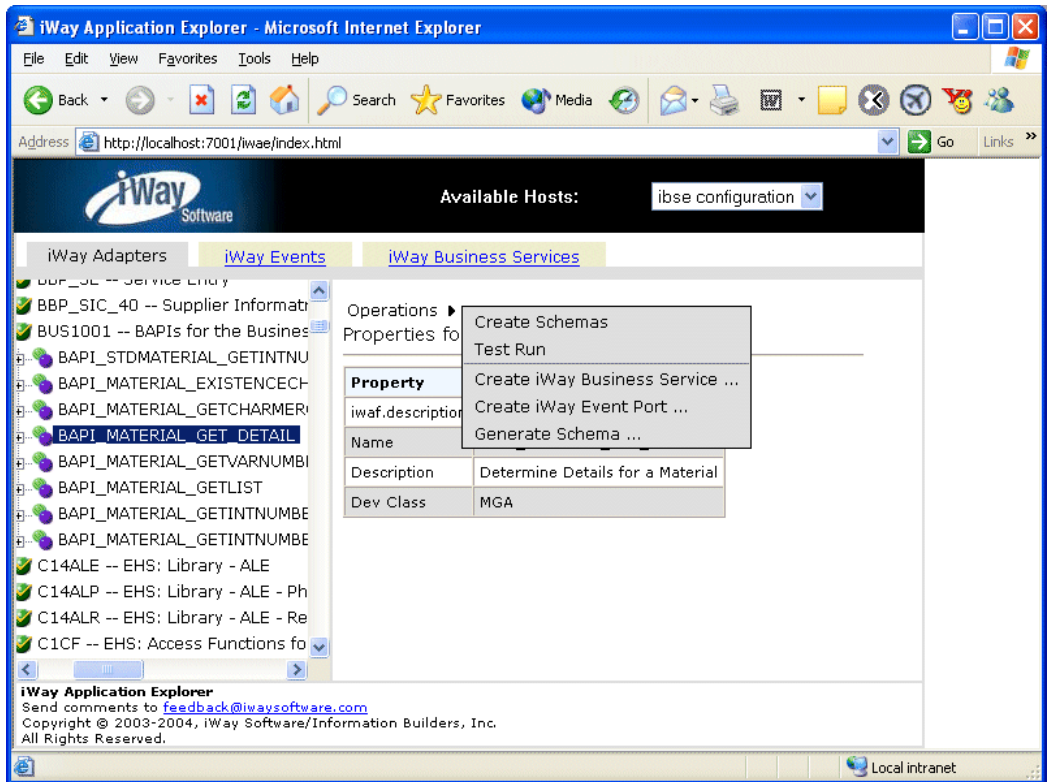 iWay Application Explorer - Microsoft Internet Explorer
File Edit View Favorites Tools Help
Back Search Favorites Media
Address http://localhost:7001/iwae/index.html Go Links »
iWay Software
Available Hosts: ibse configuration
iWay Adapters iWay Events iWay Business Services
BBP_SIC_40 -- Supplier Informati
BUS1001 -- BAPIs for the Busines
BAPI_STDMATERIAL_GETINTNU
BAPI_MATERIAL_EXISTENCECH
BAPI_MATERIAL_GETCHARMER
BAPI_MATERIAL_GET_DETAIL
BAPI_MATERIAL_GETVARNUMB
BAPI_MATERIAL_GETLIST
BAPI_MATERIAL_GETINTNUMBE
BAPI_MATERIAL_GETINTNUMBE
C14ALE -- EHS: Library - ALE
C14ALP -- EHS: Library - ALE - Ph
C14ALR -- EHS: Library - ALE - Re
C1CF -- EHS: Access Functions fo
Operations
Properties fo
Create Schemas
Test Run
Create iWay Business Service ...
Create iWay Event Port ...
Generate Schema ...
Property
iwaf.description
Name
Description Determine Details for a Material
Dev Class MGA
iWay Application Explorer
Send comments to feedback@iwaysoftware.com
Copyright © 2003-2004, iWay Software/Information Builders, Inc.
All Rights Reserved.
Local intranet